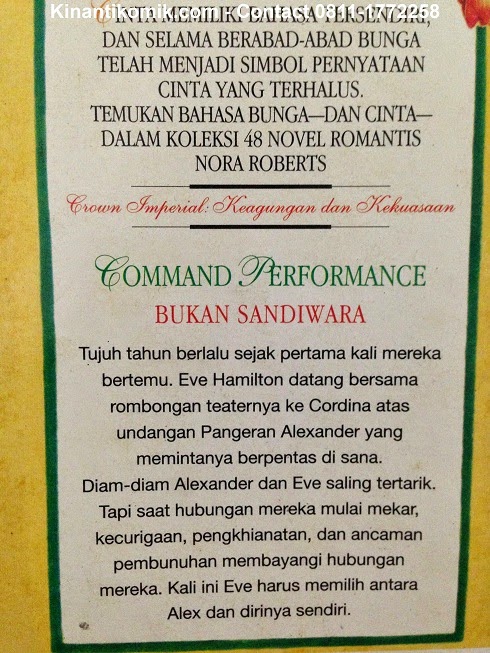 Kinantikomik.com - Contact 0811-1772258
CINTA MEMILIKI BAHASA TERSENDIRI,
DAN SELAMA BERABAD-ABAD BUNGA
TELAH MENJADI SIMBOL PERNYATAAN
CINTA YANG TERHALUS.
TEMUKAN BAHASA BUNGA—DAN CINTA—
DALAM KOLEKSI 48 NOVEL ROMANTIS
NORA ROBERTS
Crown Imperial: Keagungan dan Kekuasaan
COMMAND PERFORMANCE
BUKAN SANDIWARA
Tujuh tahun berlalu sejak pertama kali mereka
bertemu. Eve Hamilton datang bersama
rombongan teaternya ke Cordina atas
undangan Pangeran Alexander yang
memintanya berpentas di sana.
Diam-diam Alexander dan Eve saling tertarik.
Tapi saat hubungan mereka mulai mekar,
kecurigaan, pengkhianatan, dan ancaman
pembunuhan membayangi hubungan
mereka. Kali ini Eve harus memilih antara
Alex dan dirinya sendiri.